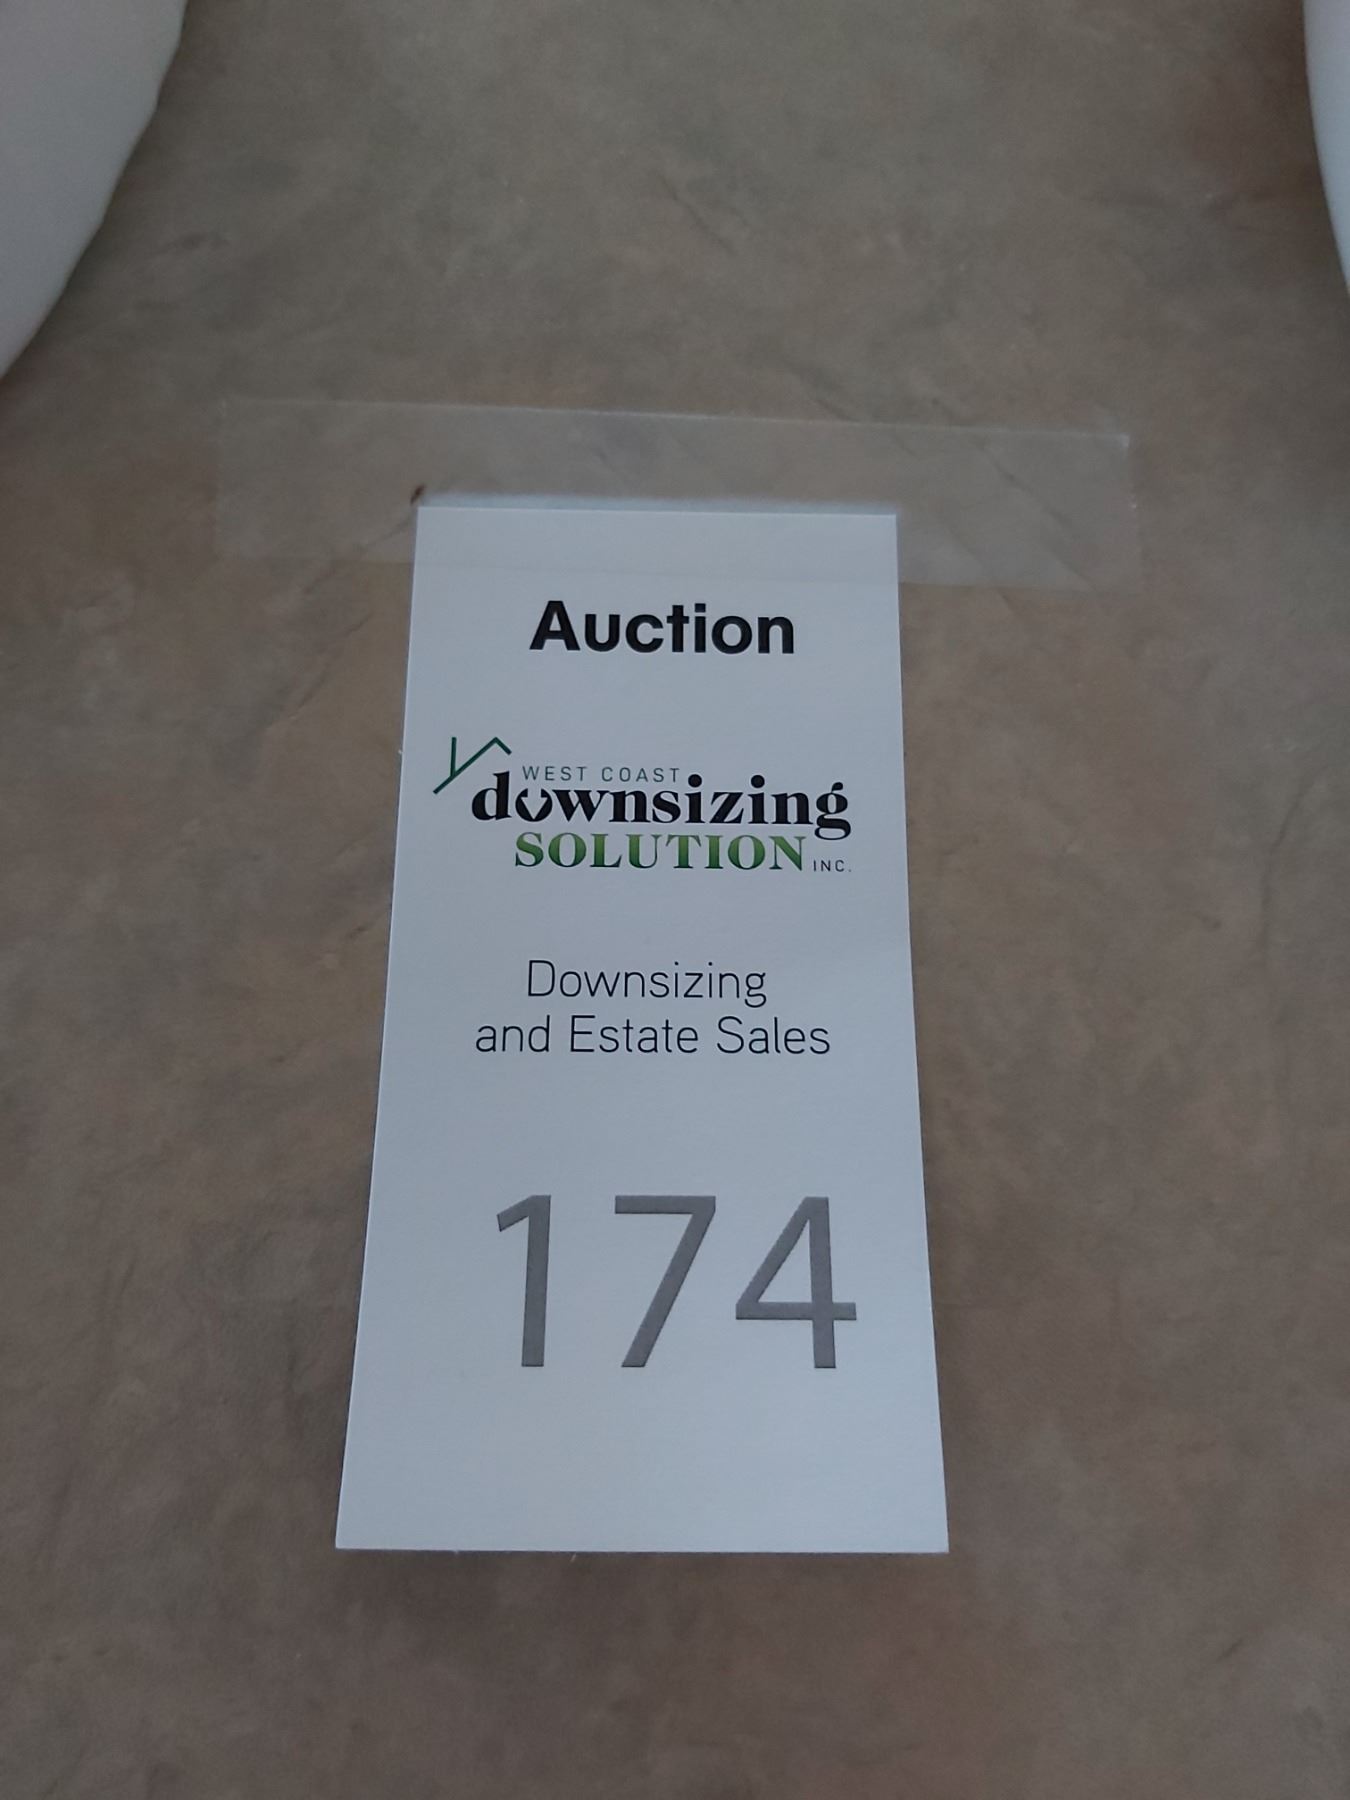 Auction
WEST COAST
downsizing
SOLUTION INC.
Downsizing
and Estate Sales
174